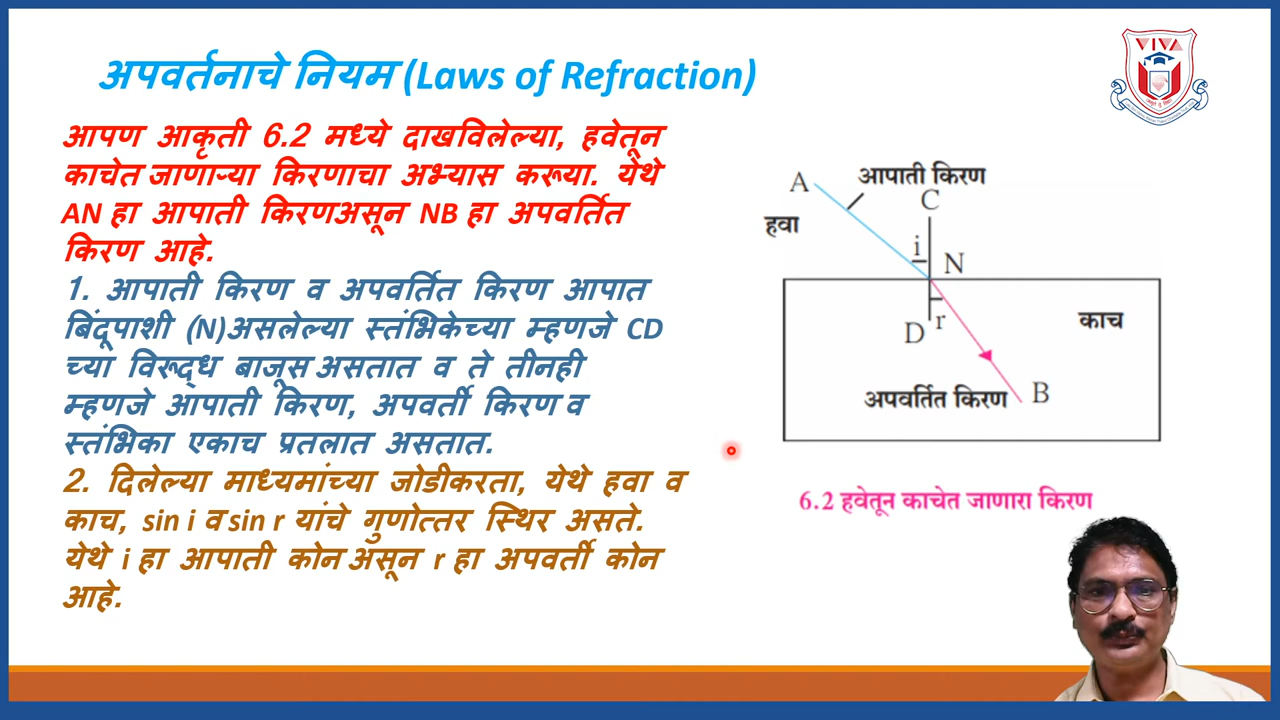 अपवर्तनाचे नियम (Laws of Refraction)
आपण आकृती 6.2 मध्ये दाखविलेल्या, हवेतून
काचेत जाणाऱ्या किरणाचा अभ्यास करूया. येथे
AN हा आपाती किरणअसून NB हा अपवर्तित
किरण आहे.
1. आपाती किरण व अपवर्तित किरण आपात
बिंदूपाशी (N)असलेल्या स्तंभिकेच्या म्हणजे CD
च्या विरूद्ध बाजूस असतात व ते तीनही
म्हणजे आपाती किरण, अपवर्ती किरण व
स्तंभिका एकाच प्रतलात असतात.
2. दिलेल्या माध्यमांच्या जोडीकरता, येथे हवा व
काच, sin i व sin r यांचे गुणोत्तर स्थिर असते.
येथे i हा आपाती कोन असून r हा अपवर्ती कोन
आहे.
VIVA
A आपाती किरण
C
हवा
i
N
D r
काच
अपवर्तित किरण B
6.2 हवेतून काचेत जाणारा किरण